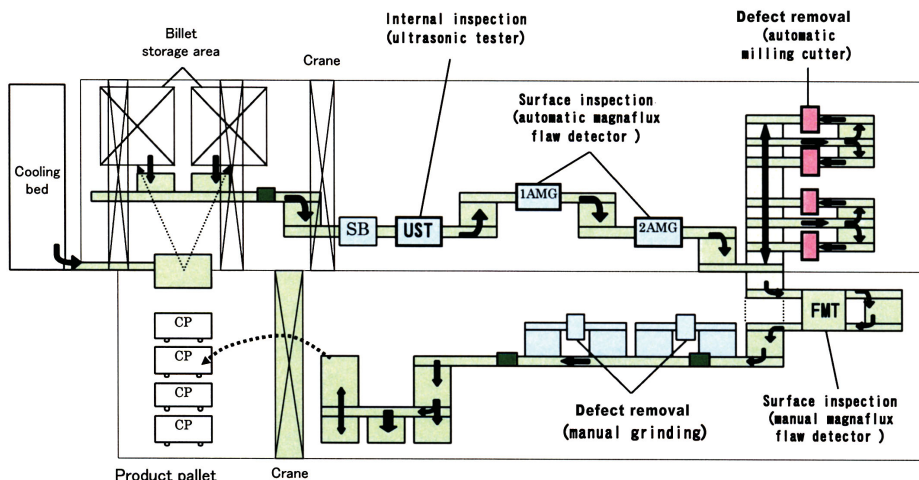 Billet
storage area
Internal inspection
(ultrasonic tester)
Crane
Defect removal
(automatic
milling cutter)
Surface inspection
(automatic magnaflux
flaw detector )
Cooling
bed
SB
UST
1AMG
2AMG
FMT
CP
CP
CP
CP
Defect removal
(manual grinding)
Surface inspection
(manual magnaflux
flaw detector )
Product pallet
Crane